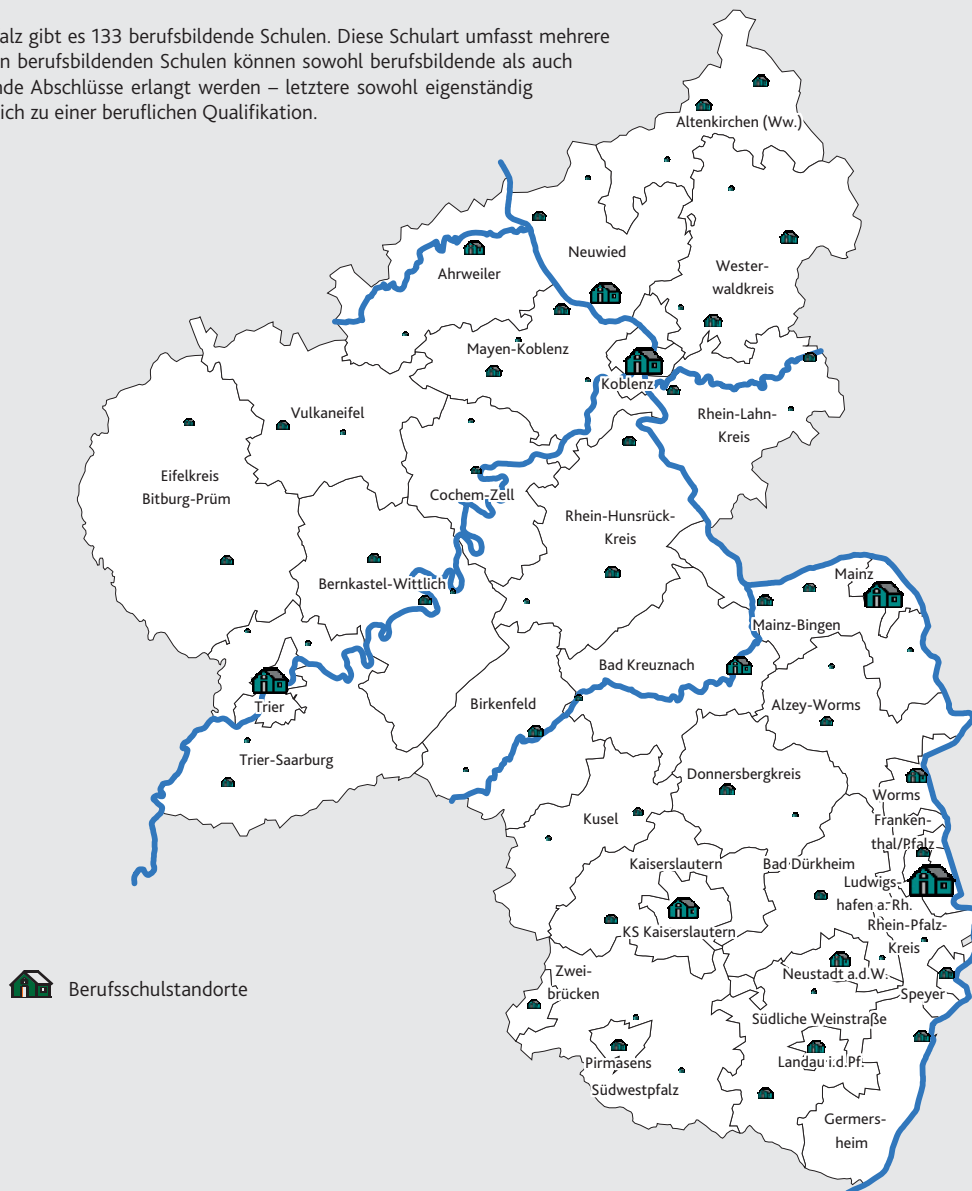 alz gibt es 133 berufsbildende Schulen. Diese Schulart umfasst mehrere
n berufsbildenden Schulen können sowohl berufsbildende als auch
nde Abschlüsse erlangt werden – letztere sowohl eigenständig
ich zu einer beruflichen Qualifikation.
Altenkirchen (Ww.)
Neuwied
Ahrweiler
Wester-
waldkreis
Mayen-Koblenz
Koblenz
Rhein-Lahn-
Kreis
Vulkaneifel
Eifelkreis
Bitburg-Prüm
Cochem-Zell
Rhein-Hunsrück-
Kreis
Bernkastel-Wittlich
Mainz
Mainz-Bingen
Bad Kreuznach
Birkenfeld
Alzey-Worms
Trier
Trier-Saarburg
Donnersbergkreis
Worms
Kusel
Franken-
thal/Pfalz
Kaiserslautern
Bad Dürkheim
Ludwigs-
hafen a. Rh.
KS Kaiserslautern
Rhein-Pfalz-
Kreis
Zwei-
brücken
Neustadt a.d.W.
Speyer
Berufsschulstandorte
Südliche Weinstraße
Pirmasens
Landau i.d.Pf.
Südwestpfalz
Germers-
heim